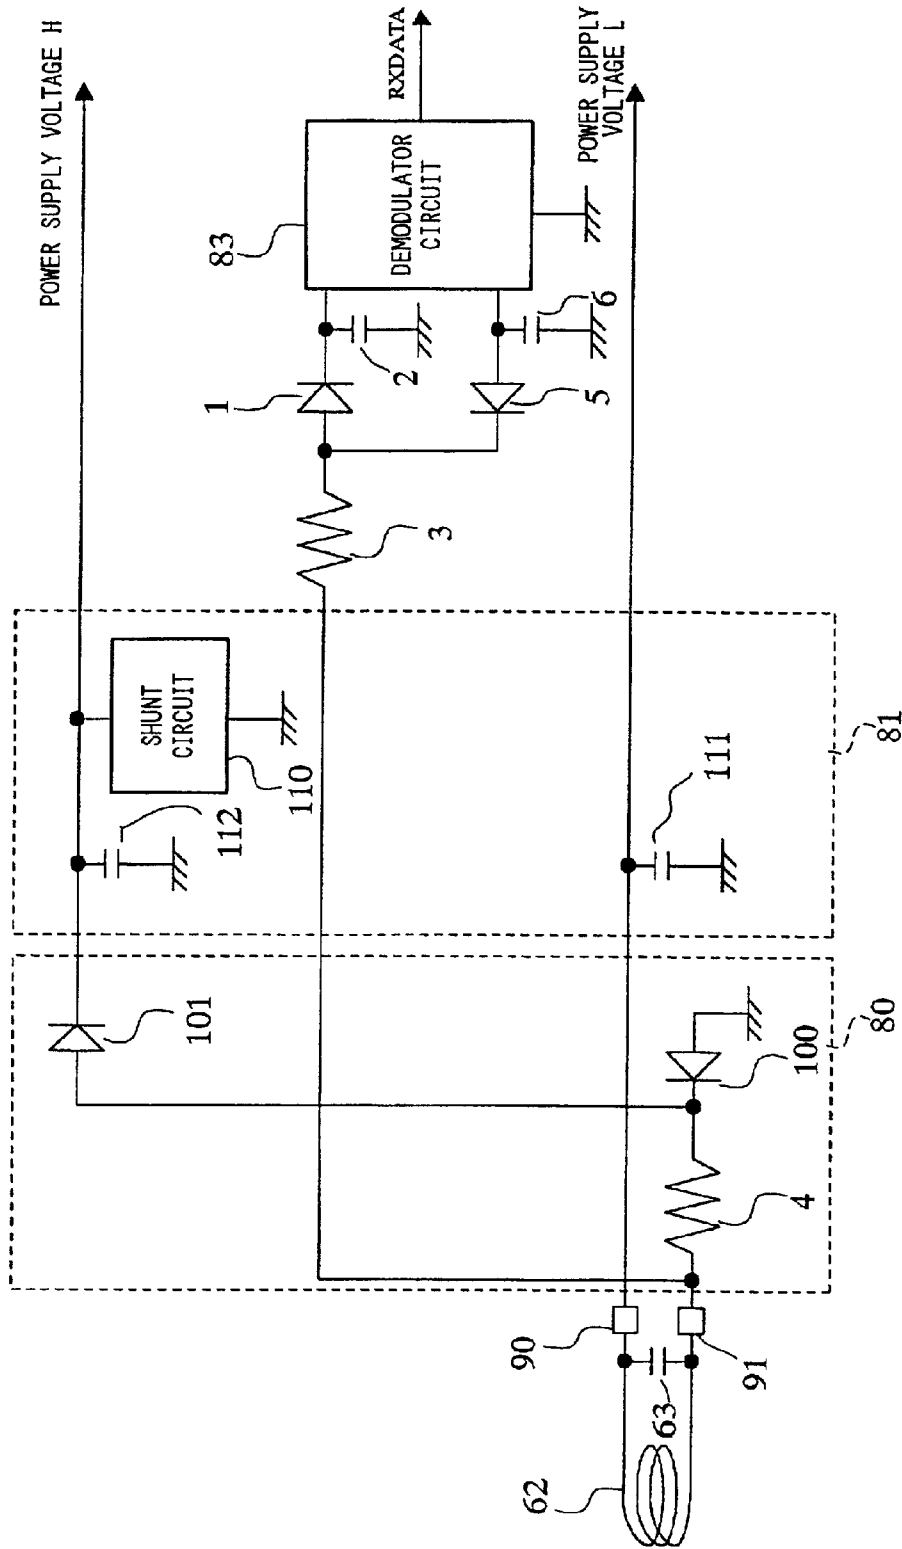 POWER SUPPLY VOLTAGE H
RXDATA
POWER SUPPLY
VOLTAGE L
DEMODULATOR
CIRCUIT
83
1
2
5
6
3
SHUNT
CIRCUIT
110
112
111
81
101
100
80
4
90
91
63
62